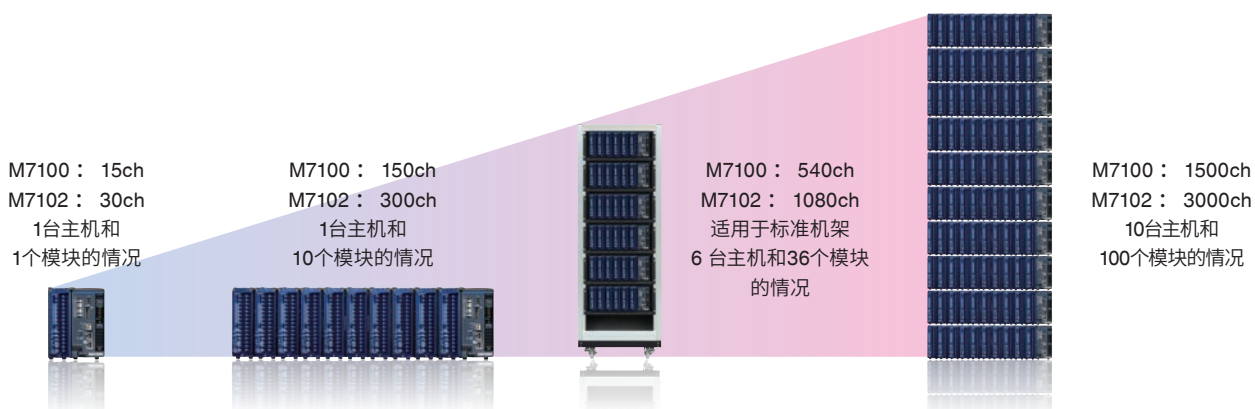 M7100： 15ch
M7102： 30ch
1台主机和
1个模块的情况
M7100： 150ch
M7102： 300ch
1台主机和
10个模块的情况
M7100： 540ch
M7102： 1080ch
适用于标准机架
6 台主机和36个模块
的情况
M7100： 1500ch
M7102： 3000ch
10台主机和
100个模块的情况